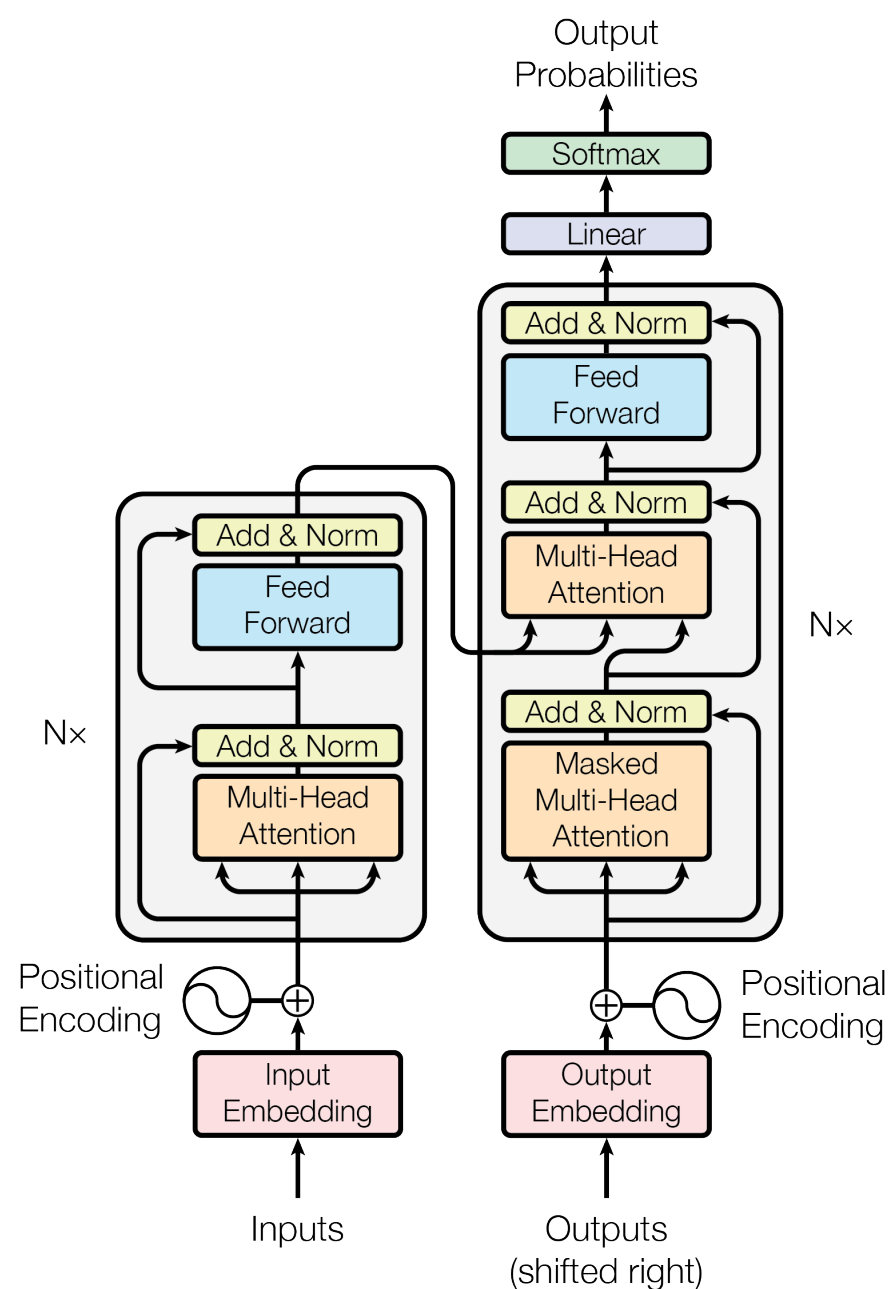 Output
Probabilities
Softmax
Linear
Add & Norm
Feed
Forward
Add & Norm
Multi-Head
Attention
N×
Add & Norm
Masked
Multi-Head
Attention
Add & Norm
Feed
Forward
N×
Add & Norm
Multi-Head
Attention
Positional
Encoding
Positional
Encoding
Input
Embedding
Output
Embedding
Inputs
Outputs
(shifted right)